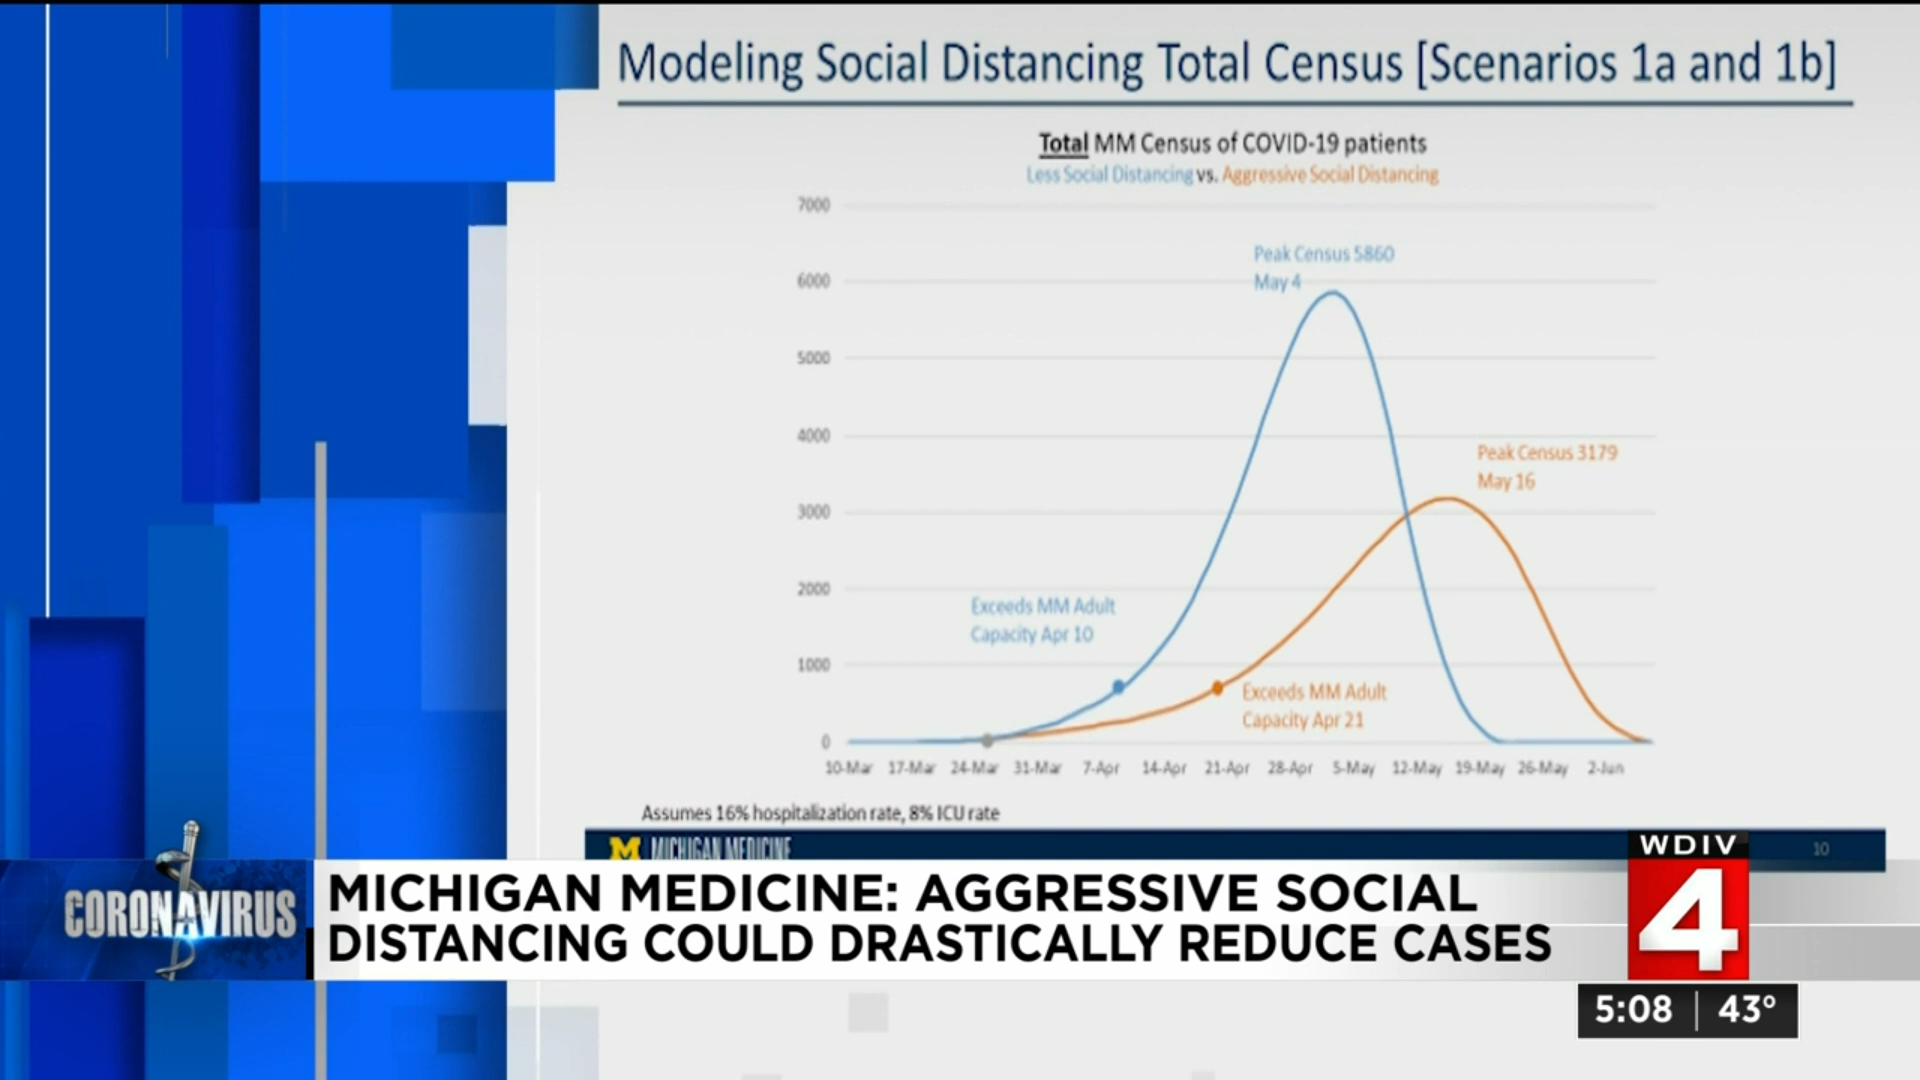 Modeling Social Distancing Total Census [Scenarios 1a and 1b]
Total MM Census of COVID-19 patients
Less Social Distancing vs. Aggressive Social Distancing
7000
Peak Census 5860
May 4
6000
5000
4000
Peak Census 3179
May 16
3000
2000
Exceeds MM Adult
Capacity Apr 10
1000
Exceeds MM Adult
Capacity Apr 21
0
10-Mar 17-Mar 24-Mar 31-Mar 7-Apr 14-Apr 21-Apr 28-Apr 5-May 12-May 19-May 26-May 2-Jun
Assumes 16% hospitalization rate, 8% ICU rate
M MICHIGAN MEDICINE
10
WDIV
4
CORONAVIRUS
MICHIGAN MEDICINE: AGGRESSIVE SOCIAL
DISTANCING COULD DRASTICALLY REDUCE CASES
5:08 43°